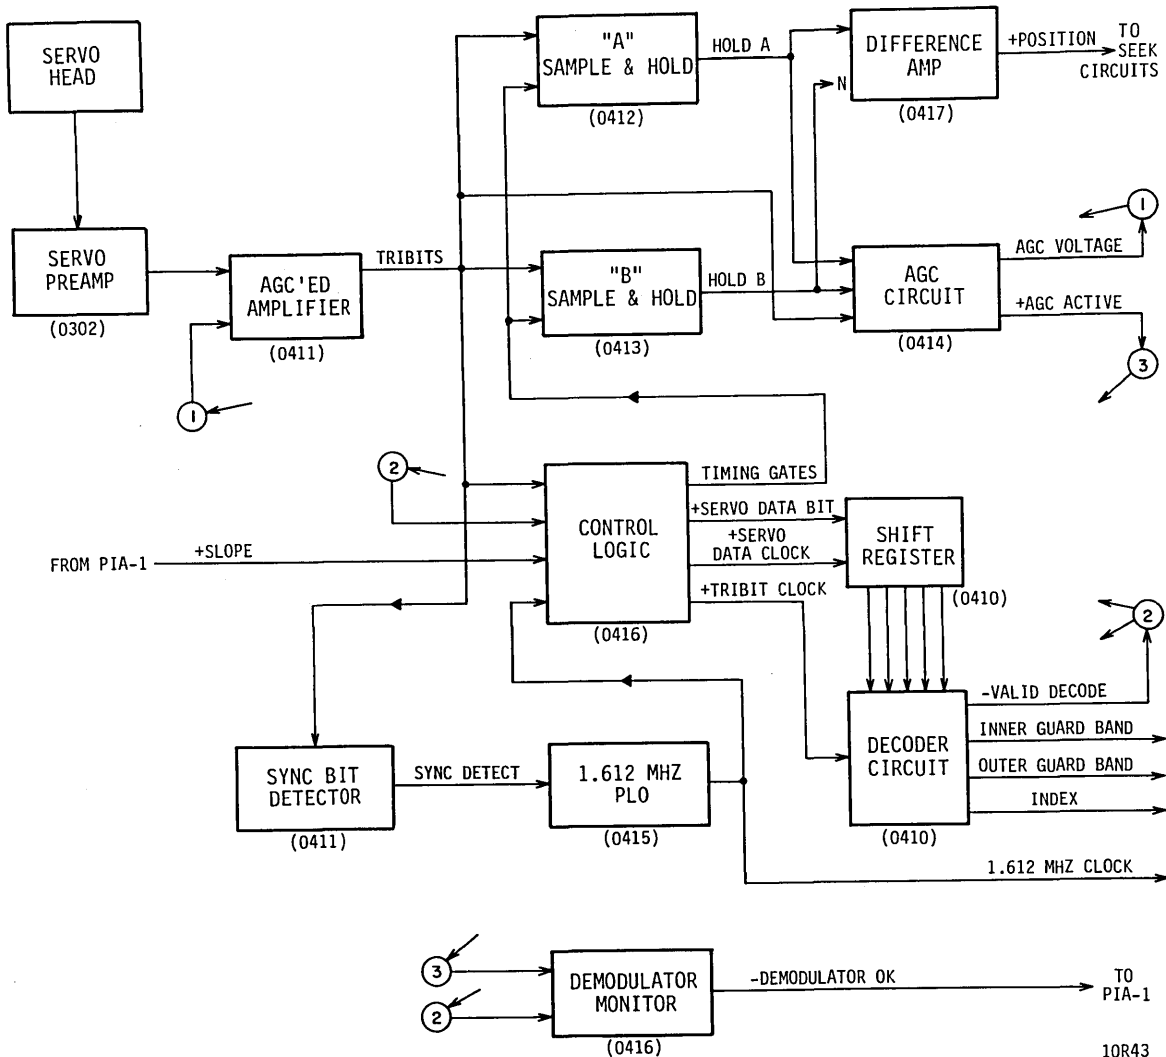 SERVO
HEAD
"A"
SAMPLE & HOLD
(0412)
HOLD A
N
DIFFERENCE
AMP
(0417)
+POSITION
TO
SEEK
CIRCUITS
SERVO
PREAMP
(0302)
AGC'ED
AMPLIFIER
(0411)
1
TRIBITS
"B"
SAMPLE & HOLD
(0413)
HOLD B
AGC
CIRCUIT
(0414)
AGC VOLTAGE
1
+AGC ACTIVE
3
2
FROM PIA-1
+SLOPE
CONTROL
LOGIC
(0416)
TIMING GATES
+SERVO DATA BIT
+SERVO
DATA CLOCK
+TRIBIT CLOCK
SHIFT
REGISTER
(0410)
2
DECODER
CIRCUIT
(0410)
-VALID DECODE
INNER GUARD BAND
OUTER GUARD BAND
INDEX
SYNC BIT
DETECTOR
(0411)
SYNC DETECT
1.612 MHZ
PLO
(0415)
1.612 MHZ CLOCK
3
2
DEMODULATOR
MONITOR
(0416)
-DEMODULATOR OK
TO
PIA-1
10R43